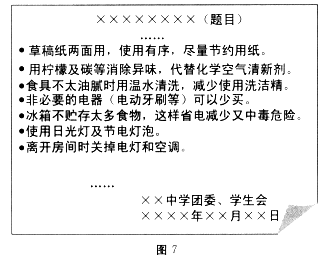 ××××××××（题目）
……
●草稿纸两面用，使用有序，尽量节约用纸。
●用柠檬及碳等消除异味，代替化学空气清新剂。
●食具不太油腻时用温水清洗，减少使用洗洁精。
●非必要的电器（电动牙刷等）可以少买。
●冰箱不贮存太多食物，这样省电减少又中毒危险。
●使用日光灯及节电灯泡。
●离开房间时关掉电灯和空调。
……
××中学团委、学生会
××××年××月××日
图 7